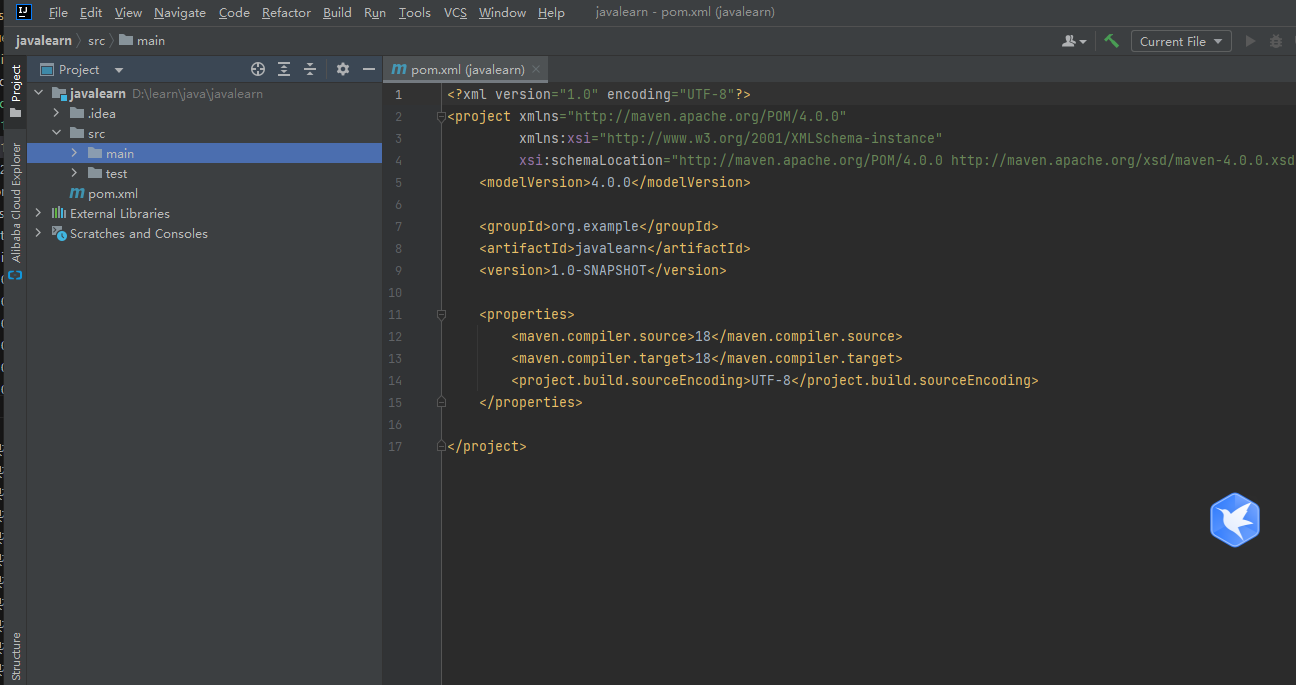 File Edit View Navigate Code Refactor Build Run Tools VCS Window Help javalearn - pom.xml (javalearn)
javalearn src main Current File
Project pom.xml (javalearn)
Project
Alibaba Cloud Explorer
Structure
javalearn D:\learn\java\javalearn
.idea
src
main
test
pom.xml
External Libraries
Scratches and Consoles
1 <?xml version="1.0" encoding="UTF-8"?>
2 <project xmlns="http://maven.apache.org/POM/4.0.0"
3 xmlns:xsi="http://www.w3.org/2001/XMLSchema-instance"
4 xsi:schemaLocation="http://maven.apache.org/POM/4.0.0 http://maven.apache.org/xsd/maven-4.0.0.xsd
5 <modelVersion>4.0.0</modelVersion>
6
7 <groupId>org.example</groupId>
8 <artifactId>javalearn</artifactId>
9 <version>1.0-SNAPSHOT</version>
10
11 <properties>
12 <maven.compiler.source>18</maven.compiler.source>
13 <maven.compiler.target>18</maven.compiler.target>
14 <project.build.sourceEncoding>UTF-8</project.build.sourceEncoding>
15 </properties>
16
17 </project>